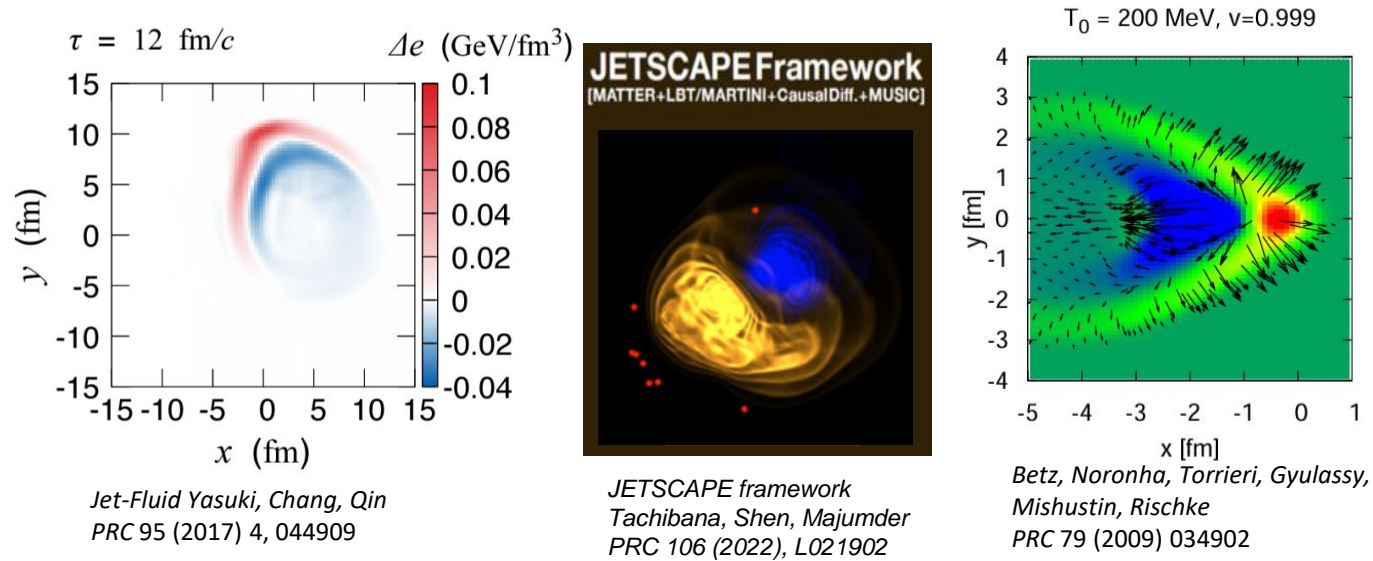 τ = 12 fm/c
Δe (GeV/fm³)
15
10
5
0
-5
-10
-15
y (fm)
-15 -10 -5 0 5 10 15
x (fm)
0.1
0.08
0.06
0.04
0.02
0
-0.02
-0.04
Jet-Fluid Yasuki, Chang, Qin
PRC 95 (2017) 4, 044909
JETSCAPE Framework
[MATTER+LBT/MARTINI+CausalDiff.+MUSIC]
JETSCAPE framework
Tachibana, Shen, Majumder
PRC 106 (2022), L021902
T₀ = 200 MeV, v=0.999
4
3
2
1
0
-1
-2
-3
-4
y [fm]
-5 -4 -3 -2 -1 0 1
x [fm]
Betz, Noronha, Torrieri, Gyulassy,
Mishustin, Rischke
PRC 79 (2009) 034902